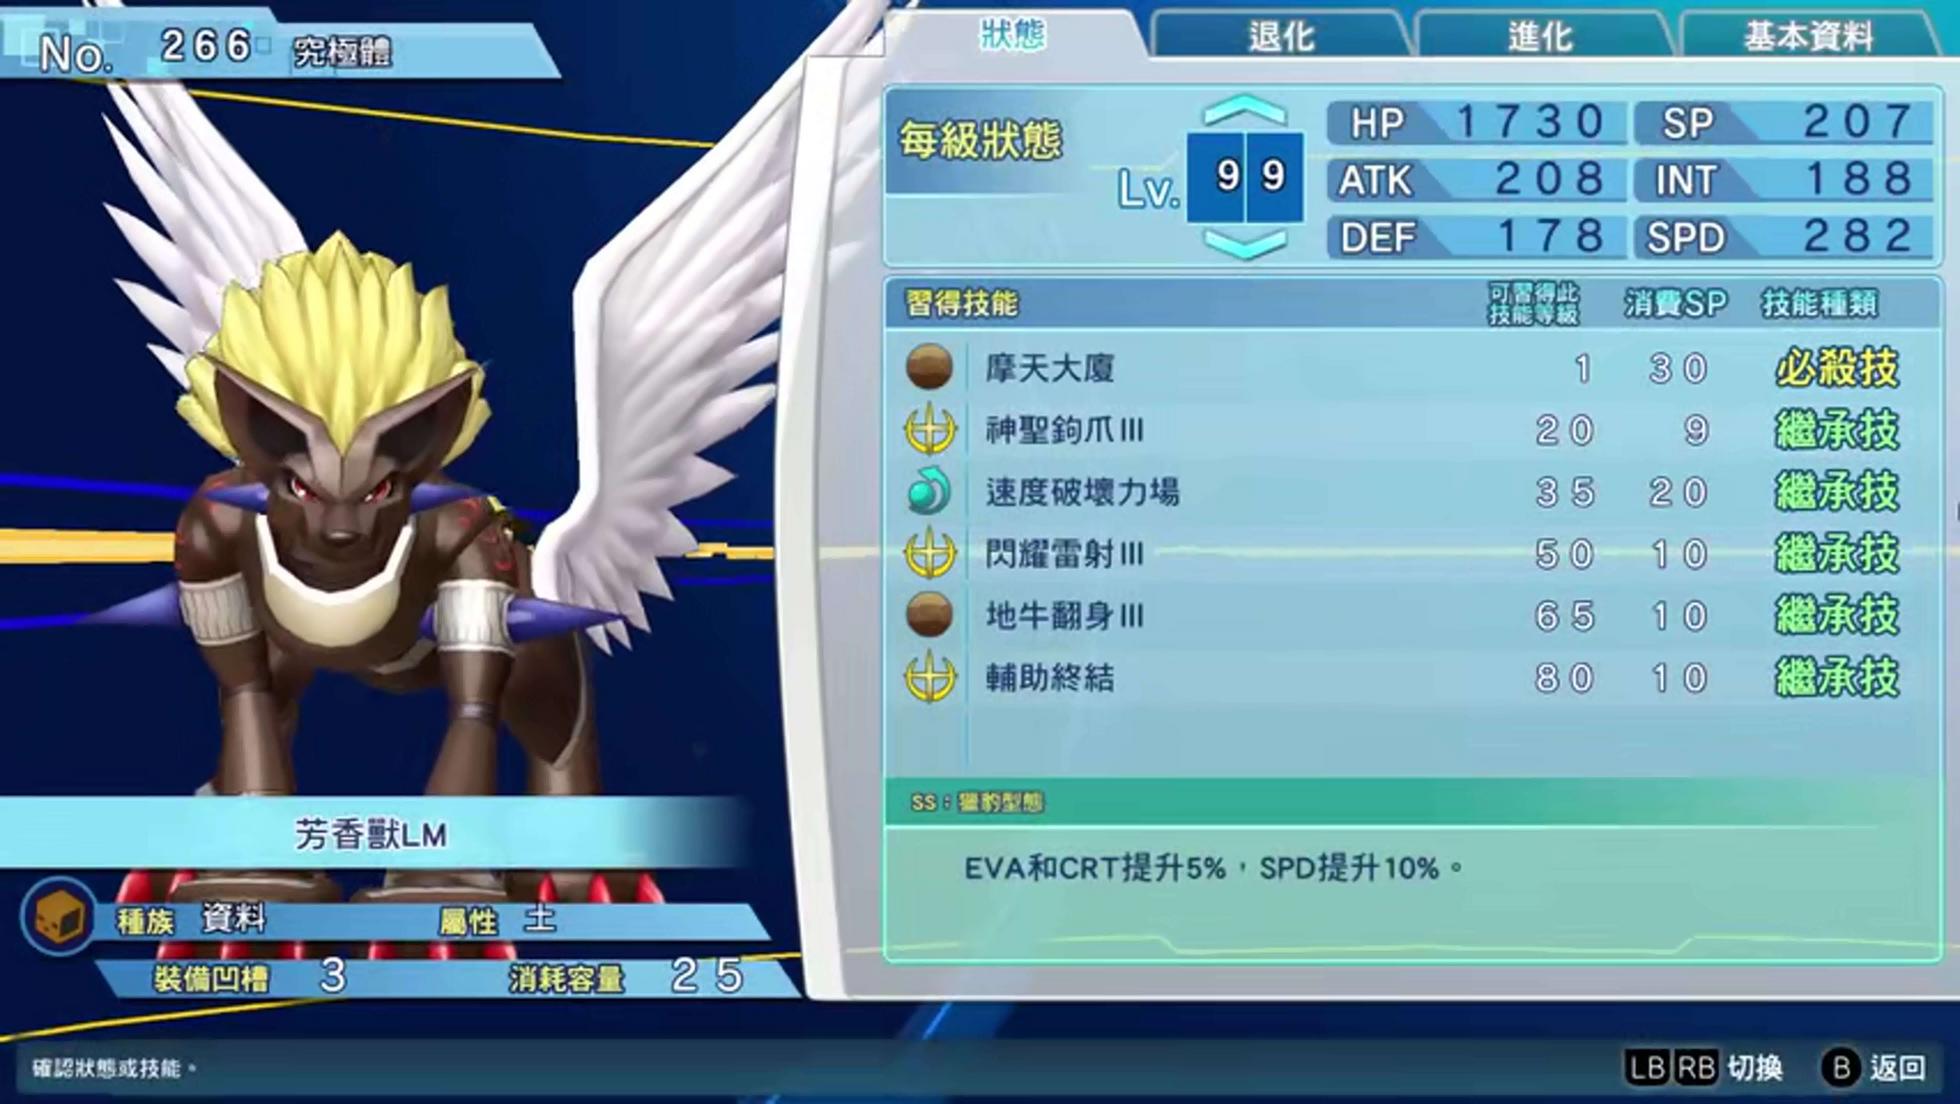 No. 266 究極體
狀態 退化 進化 基本資料
每級狀態
Lv. 99
HP 1730 SP 207
ATK 208 INT 188
DEF 178 SPD 282
習得技能 可習得此技能等級 消費SP 技能種類
摩天大廈 1 30 必殺技
神聖鉤爪III 20 9 繼承技
速度破壞力場 35 20 繼承技
閃耀雷射III 50 10 繼承技
地牛翻身III 65 10 繼承技
輔助終結 80 10 繼承技
SS：獵豹型態
EVA和CRT提升5%，SPD提升10%。
芳香獸LM
種族 資料 屬性 土
裝備凹槽 3 消耗容量 25
確認狀態或技能。
LB RB 切換 B 返回